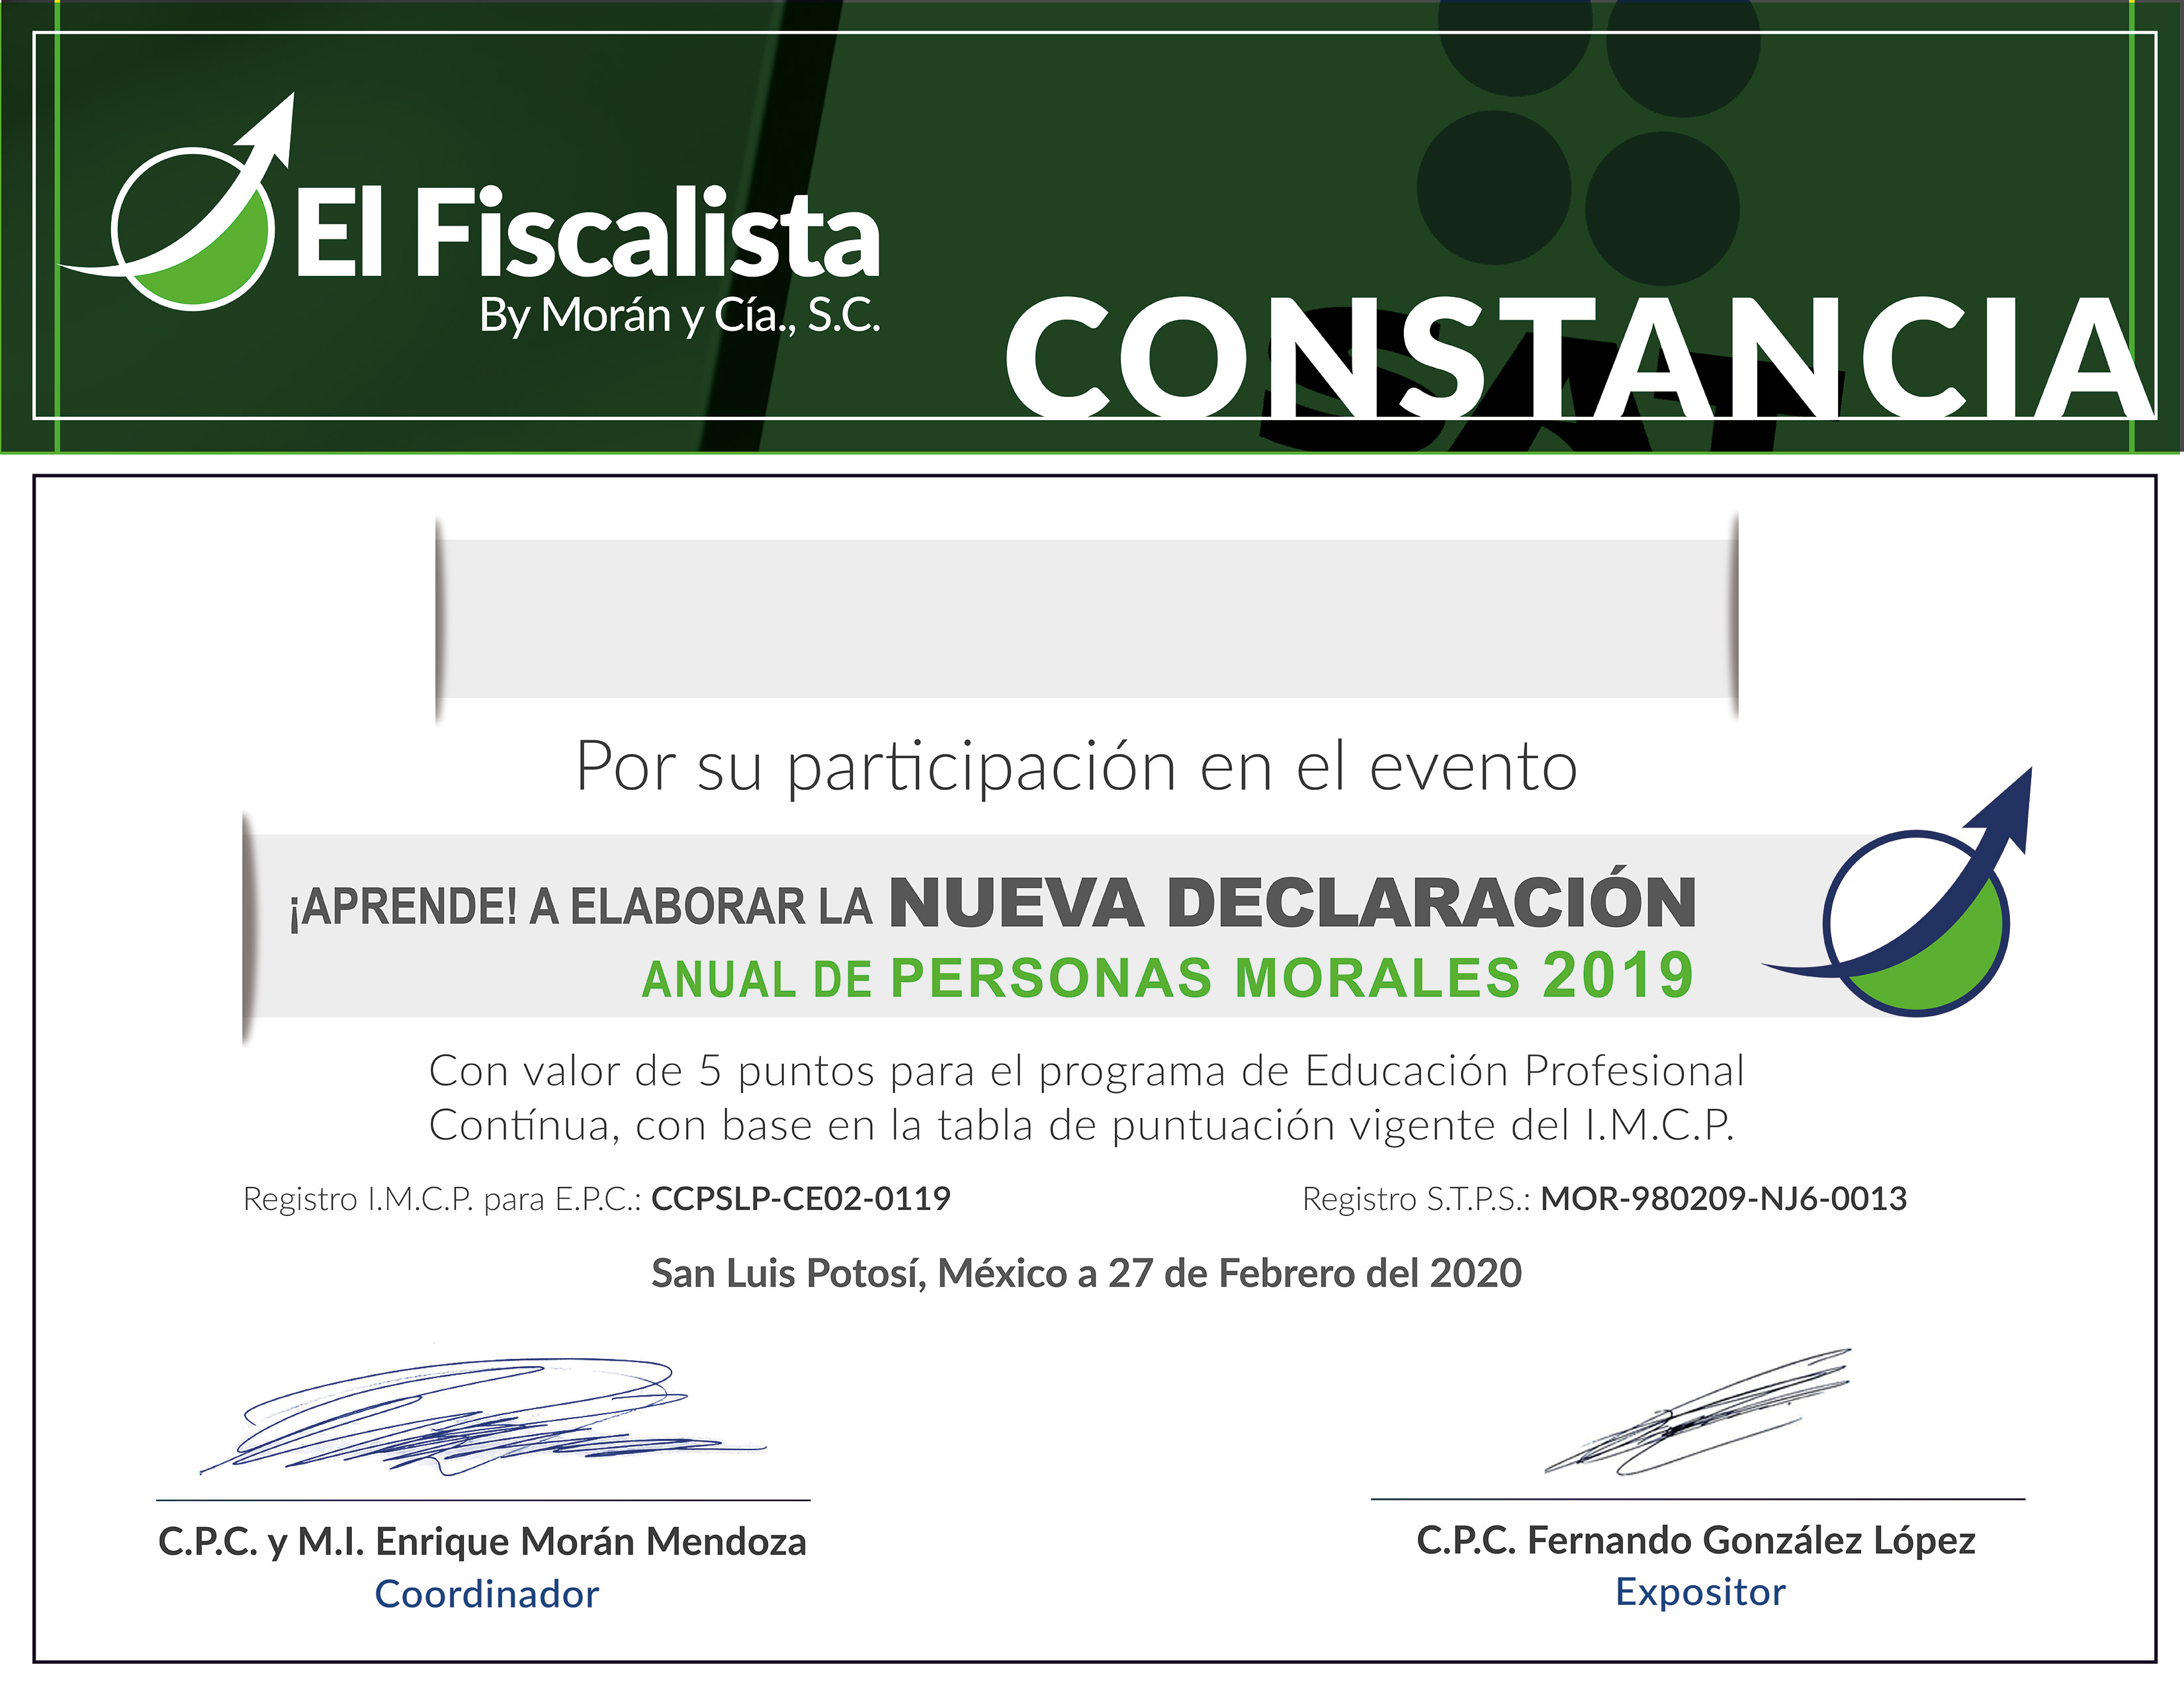 El Fiscalista
By Morán y Cía., S.C.
SAT
CONSTANCIA
Por su participación en el evento
¡APRENDE! A ELABORAR LA NUEVA DECLARACIÓN
ANUAL DE PERSONAS MORALES 2019
Con valor de 5 puntos para el programa de Educación Profesional
Contínua, con base en la tabla de puntuación vigente del I.M.C.P.
Registro I.M.C.P. para E.P.C.: CCPSLP-CE02-0119
Registro S.T.P.S.: MOR-980209-NJ6-0013
San Luis Potosí, México a 27 de Febrero del 2020
C.P.C. y M.I. Enrique Morán Mendoza
Coordinador
C.P.C. Fernando González López
Expositor